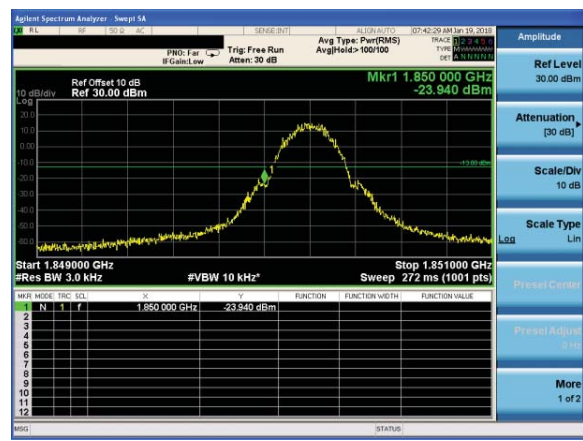 Agilent Spectrum Analyzer - Swept SA
RL RF 50 Ω AC SENSE:INT ALIGN AUTO 07:42:29 AM Jan 19, 2018
PNO: Far Trig: Free Run Avg Type: Pwr(RMS) TRACE 1 2 3 4 5 6
IFGain:Low Atten: 30 dB Avg|Hold:>100/100 TYPE
DET A N N N N N
Amplitude
Mkr1 1.850 000 GHz
-23.940 dBm
Ref Offset 10 dB
10 dB/div Ref 30.00 dBm
Log
20.0
10.0
0.00
-10.0
-13.00 dBm
-20.0
-30.0
-40.0
-50.0
-60.0
Start 1.849000 GHz Stop 1.851000 GHz
#Res BW 3.0 kHz #VBW 10 kHz* Sweep 272 ms (1001 pts)
MKR MODE TRC SCL X Y FUNCTION FUNCTION WIDTH FUNCTION VALUE
1 N 1 f 1.850 000 GHz -23.940 dBm
2
3
4
5
6
7
8
9
10
11
12
MSG STATUS
Ref Level
30.00 dBm
Attenuation
[30 dB]
Scale/Div
10 dB
Scale Type
Log Lin
Presel Center
Presel Adjust
0 Hz
More
1 of 2